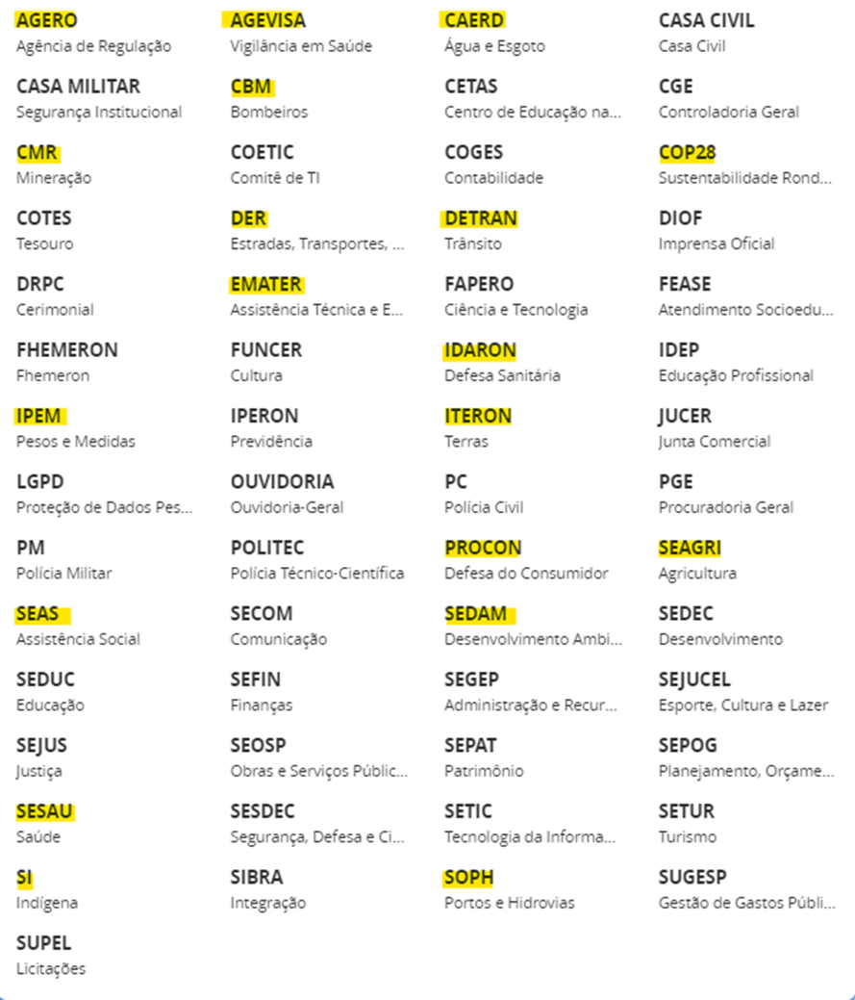 AGERO
Agência de Regulação
AGEVISA
Vigilância em Saúde
CAERD
Água e Esgoto
CASA CIVIL
Casa Civil
CASA MILITAR
Segurança Institucional
CBM
Bombeiros
CETAS
Centro de Educação na...
CGE
Controladoria Geral
CMR
Mineração
COETIC
Comitê de TI
COGES
Contabilidade
COP28
Sustentabilidade Rond...
COTES
Tesouro
DER
Estradas, Transportes, ...
DETRAN
Trânsito
DIOF
Imprensa Oficial
DRPC
Cerimonial
EMATER
Assistência Técnica e E...
FAPERO
Ciência e Tecnologia
FEASE
Atendimento Socioedu...
FHEMERON
Fhemeron
FUNCER
Cultura
IDARON
Defesa Sanitária
IDEP
Educação Profissional
IPEM
Pesos e Medidas
IPERON
Previdência
ITERON
Terras
JUCER
Junta Comercial
LGPD
Proteção de Dados Pes...
OUVIDORIA
Ouvidoria-Geral
PC
Polícia Civil
PGE
Procuradoria Geral
PM
Polícia Militar
POLITEC
Polícia Técnico-Científica
PROCON
Defesa do Consumidor
SEAGRI
Agricultura
SEAS
Assistência Social
SECOM
Comunicação
SEDAM
Desenvolvimento Ambi...
SEDEC
Desenvolvimento
SEDUC
Educação
SEFIN
Finanças
SEGEP
Administração e Recur...
SEJUCEL
Esporte, Cultura e Lazer
SEJUS
Justiça
SEOSP
Obras e Serviços Públic...
SEPAT
Patrimônio
SEPOG
Planejamento, Orçame...
SESAU
Saúde
SESDEC
Segurança, Defesa e Ci...
SETIC
Tecnologia da Informa...
SETUR
Turismo
SI
Indígena
SIBRA
Integração
SOPH
Portos e Hidrovias
SUGESP
Gestão de Gastos Públi...
SUPEL
Licitações